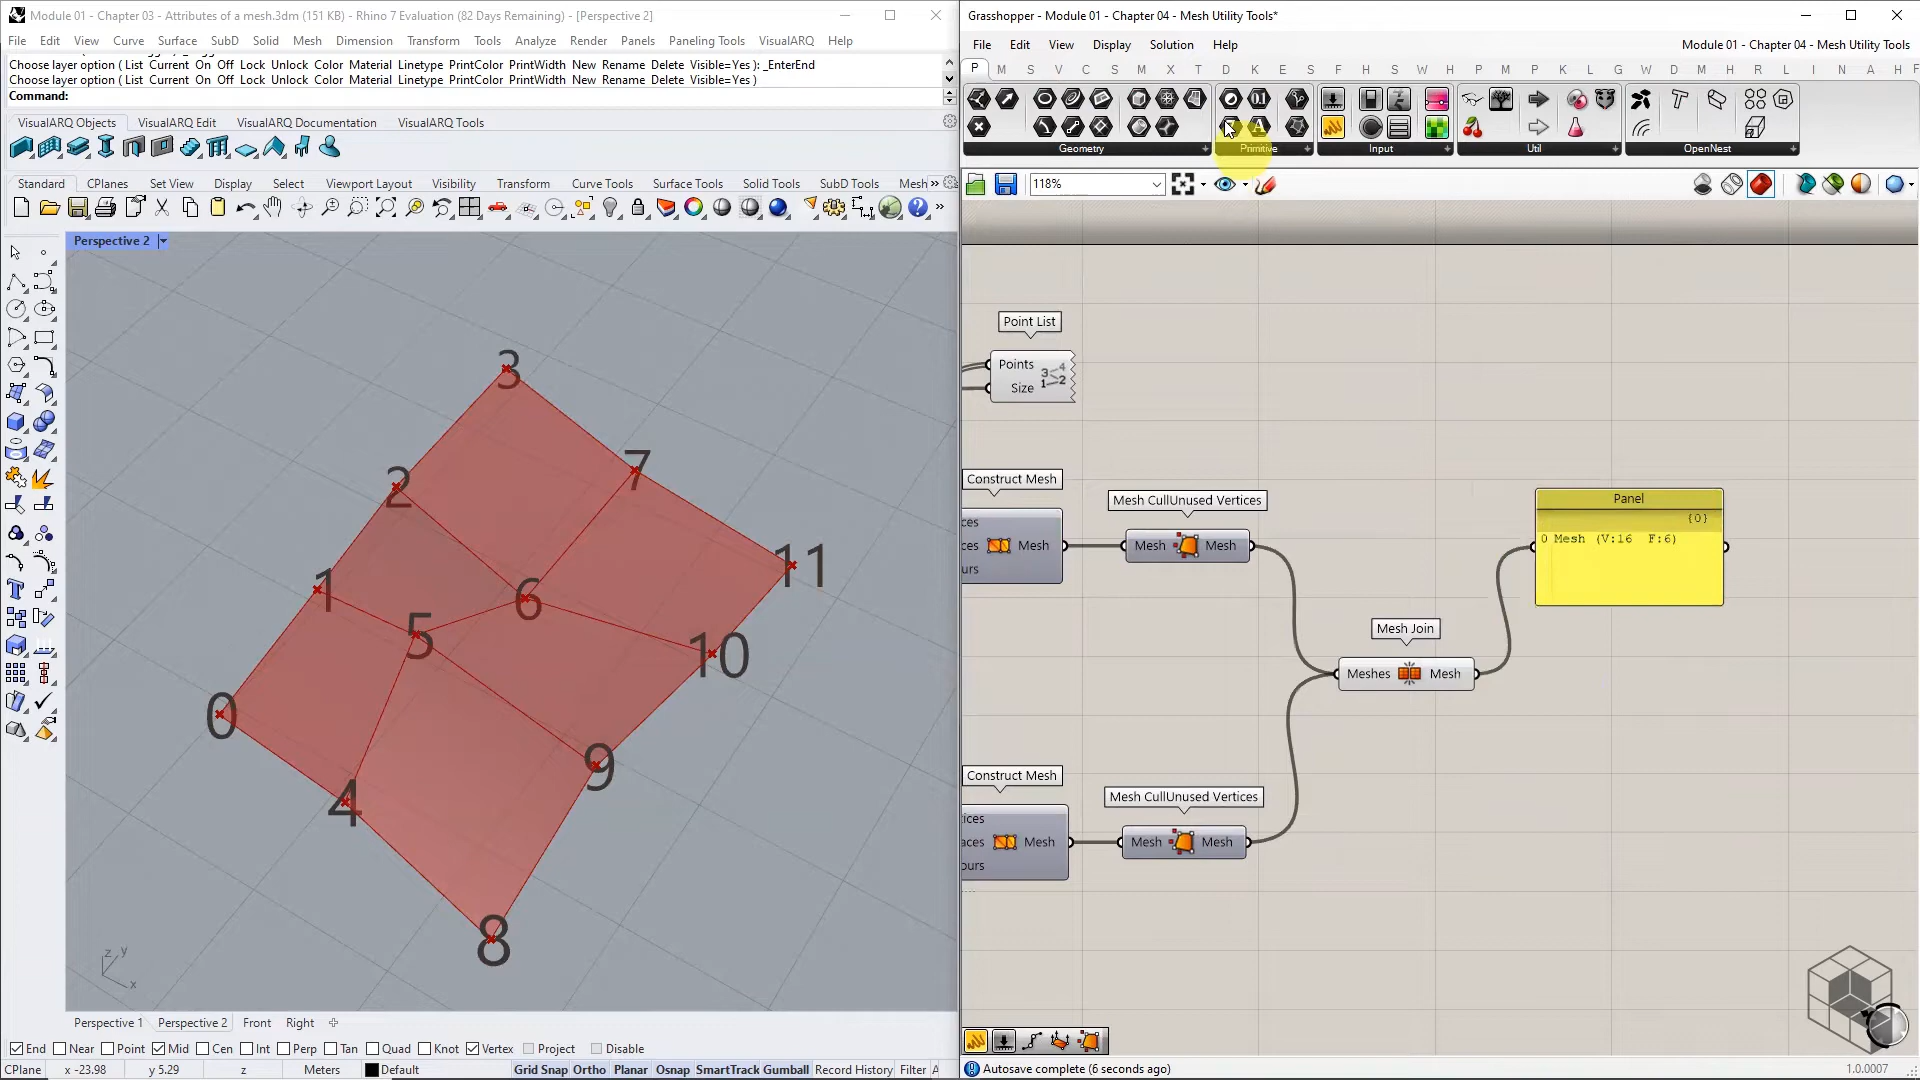 Module 01 - Chapter 03 - Attributes of a mesh.3dm (151 KB) - Rhino 7 Evaluation (82 Days Remaining) - [Perspective 2]
File Edit View Curve Surface SubD Solid Mesh Dimension Transform Tools Analyze Render Panels Paneling Tools VisualARQ Help
Choose layer option ( List Current On Off Lock Unlock Color Material Linetype PrintColor PrintWidth New Rename Delete Visible=Yes ): _EnterEnd
Choose layer option ( List Current On Off Lock Unlock Color Material Linetype PrintColor PrintWidth New Rename Delete Visible=Yes )
Command:
VisualARQ Objects VisualARQ Edit VisualARQ Documentation VisualARQ Tools
Standard CPlanes Set View Display Select Viewport Layout Visibility Transform Curve Tools Surface Tools Solid Tools SubD Tools Mesh »
Perspective 2
3
7
2
11
1
6
5
10
0
9
4
8
z y
x
Perspective 1 Perspective 2 Front Right
End Near Point Mid Cen Int Perp Tan Quad Knot Vertex Project Disable
CPlane x -23.98 y 5.29 z Meters Default Grid Snap Ortho Planar Osnap SmartTrack Gumball Record History Filter A
Grasshopper - Module 01 - Chapter 04 - Mesh Utility Tools*
File Edit View Display Solution Help Module 01 - Chapter 04 - Mesh Utility Tools
P M S V C S M X T D K E S F H S W H M P K L G W D M H R L I N A H F
Geometry Primitive Input Util OpenNest
118%
Point List
Points
Size
Construct Mesh
ces
ces Mesh
urs
Mesh CullUnused Vertices
Mesh Mesh
Panel
{0}
0 Mesh (V:16 F:6)
Mesh Join
Meshes Mesh
Construct Mesh
ices
aces Mesh
ours
Mesh CullUnused Vertices
Mesh Mesh
Autosave complete (6 seconds ago)
1.0.0007